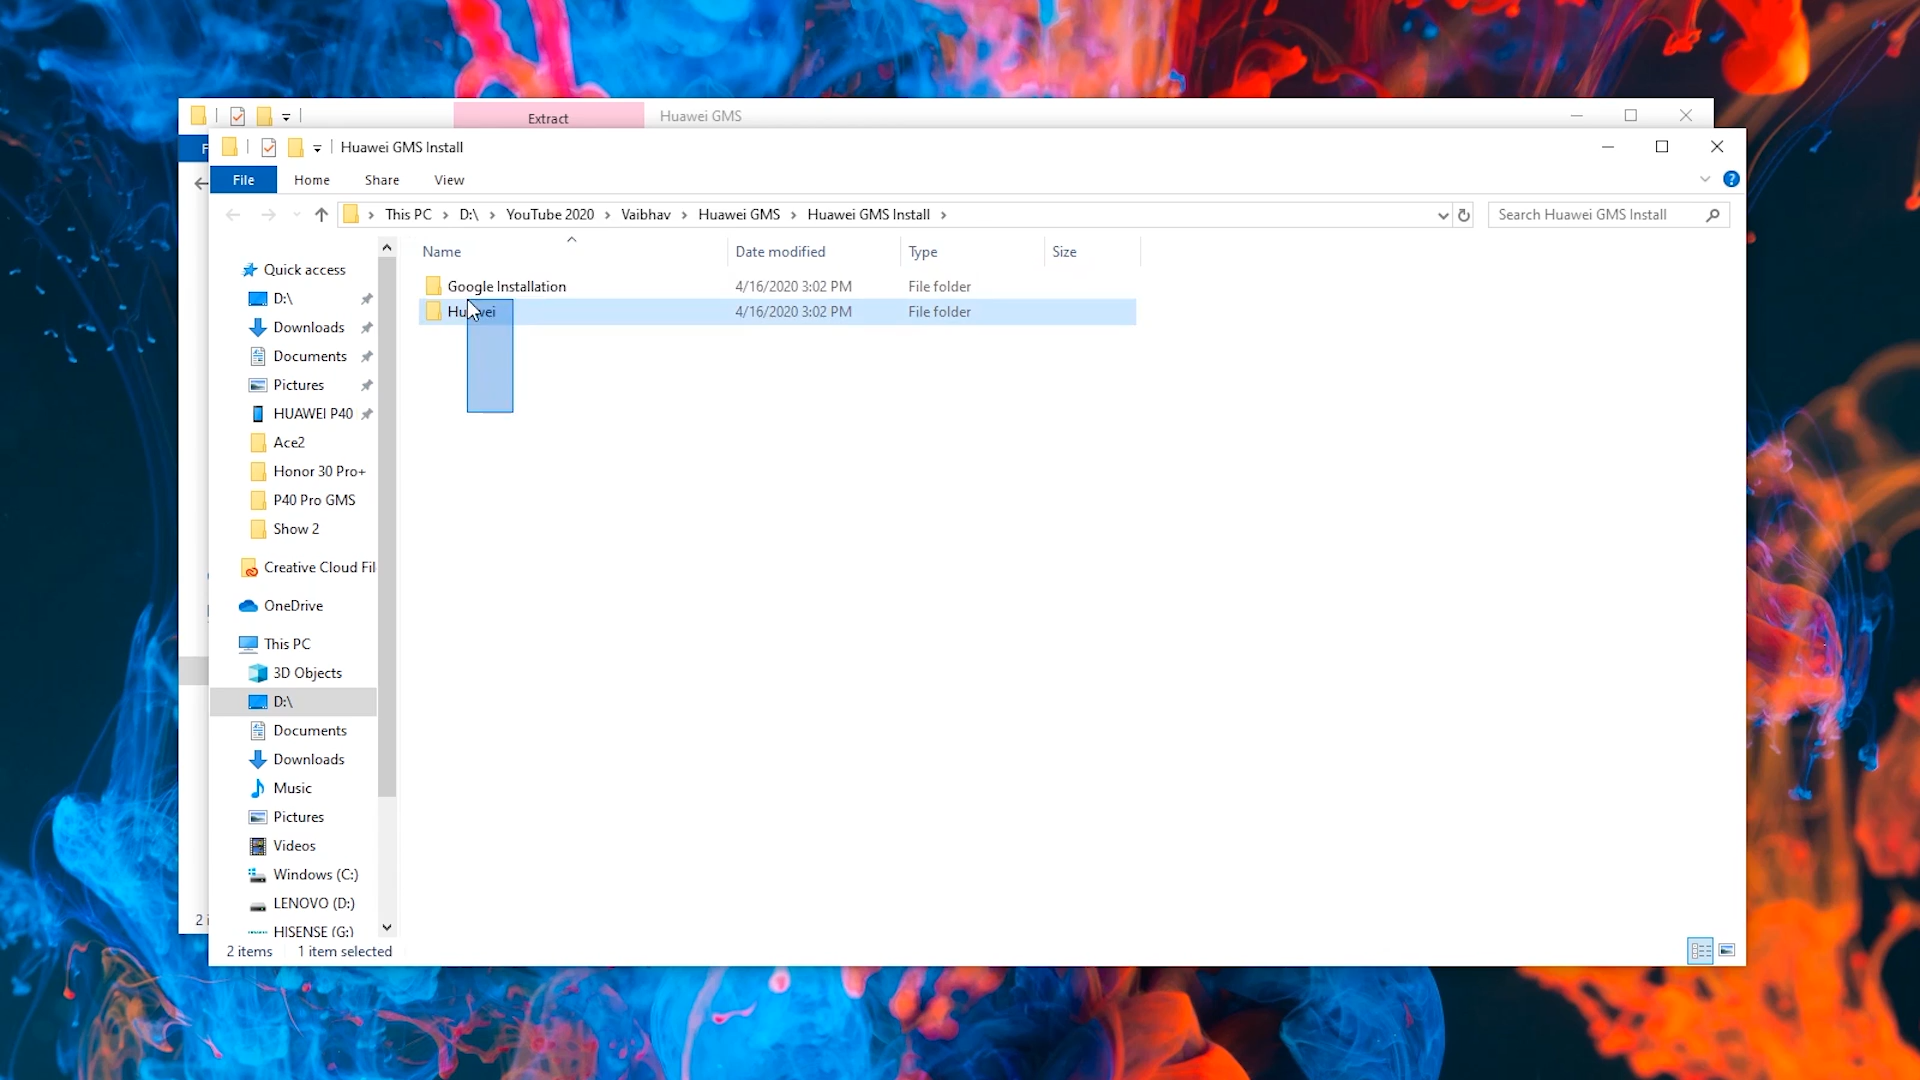 Extract
Huawei GMS
Huawei GMS Install
File
Home
Share
View
This PC
D:\
YouTube 2020
Vaibhav
Huawei GMS
Huawei GMS Install
Search Huawei GMS Install
Name
Date modified
Type
Size
Google Installation
4/16/2020 3:02 PM
File folder
Huawei
4/16/2020 3:02 PM
File folder
Quick access
D:\
Downloads
Documents
Pictures
HUAWEI P40
Ace2
Honor 30 Pro+
P40 Pro GMS
Show 2
Creative Cloud Fil
OneDrive
This PC
3D Objects
D:\
Documents
Downloads
Music
Pictures
Videos
Windows (C:)
LENOVO (D:)
HISENSE (G:)
2 i
2 items
1 item selected